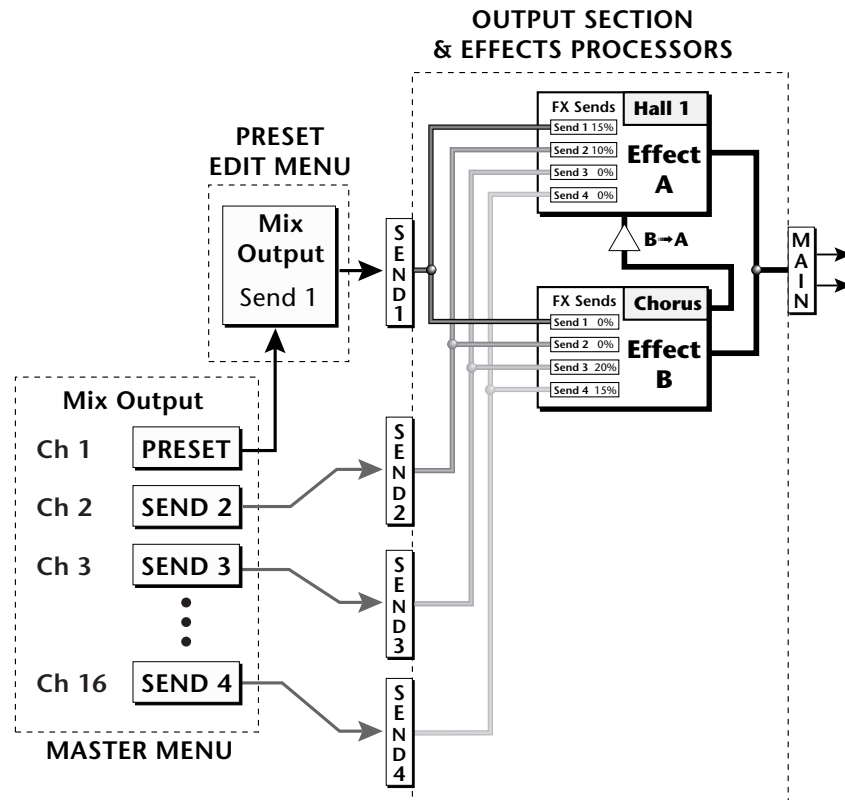 OUTPUT SECTION
& EFFECTS PROCESSORS
PRESET
EDIT MENU
Mix
Output
Send 1
SEND1
FX Sends
Hall 1
Send 1 15%
Send 2 10%
Send 3 0%
Send 4 0%
Effect
A
B→A
MAIN
FX Sends
Chorus
Send 1 0%
Send 2 0%
Send 3 20%
Send 4 15%
Effect
B
Mix Output
Ch 1 PRESET
Ch 2 SEND 2
Ch 3 SEND 3
Ch 16 SEND 4
MASTER MENU
SEND2
SEND3
SEND4